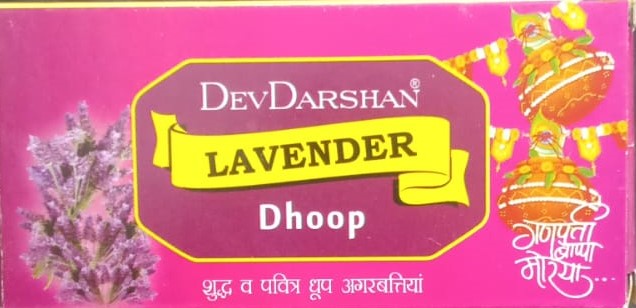 DEVDARSHAN®
LAVENDER
Dhoop
गणपती
बाप्पा
मोरया...
शुद्ध व पवित्र धूप अगरबत्तियां